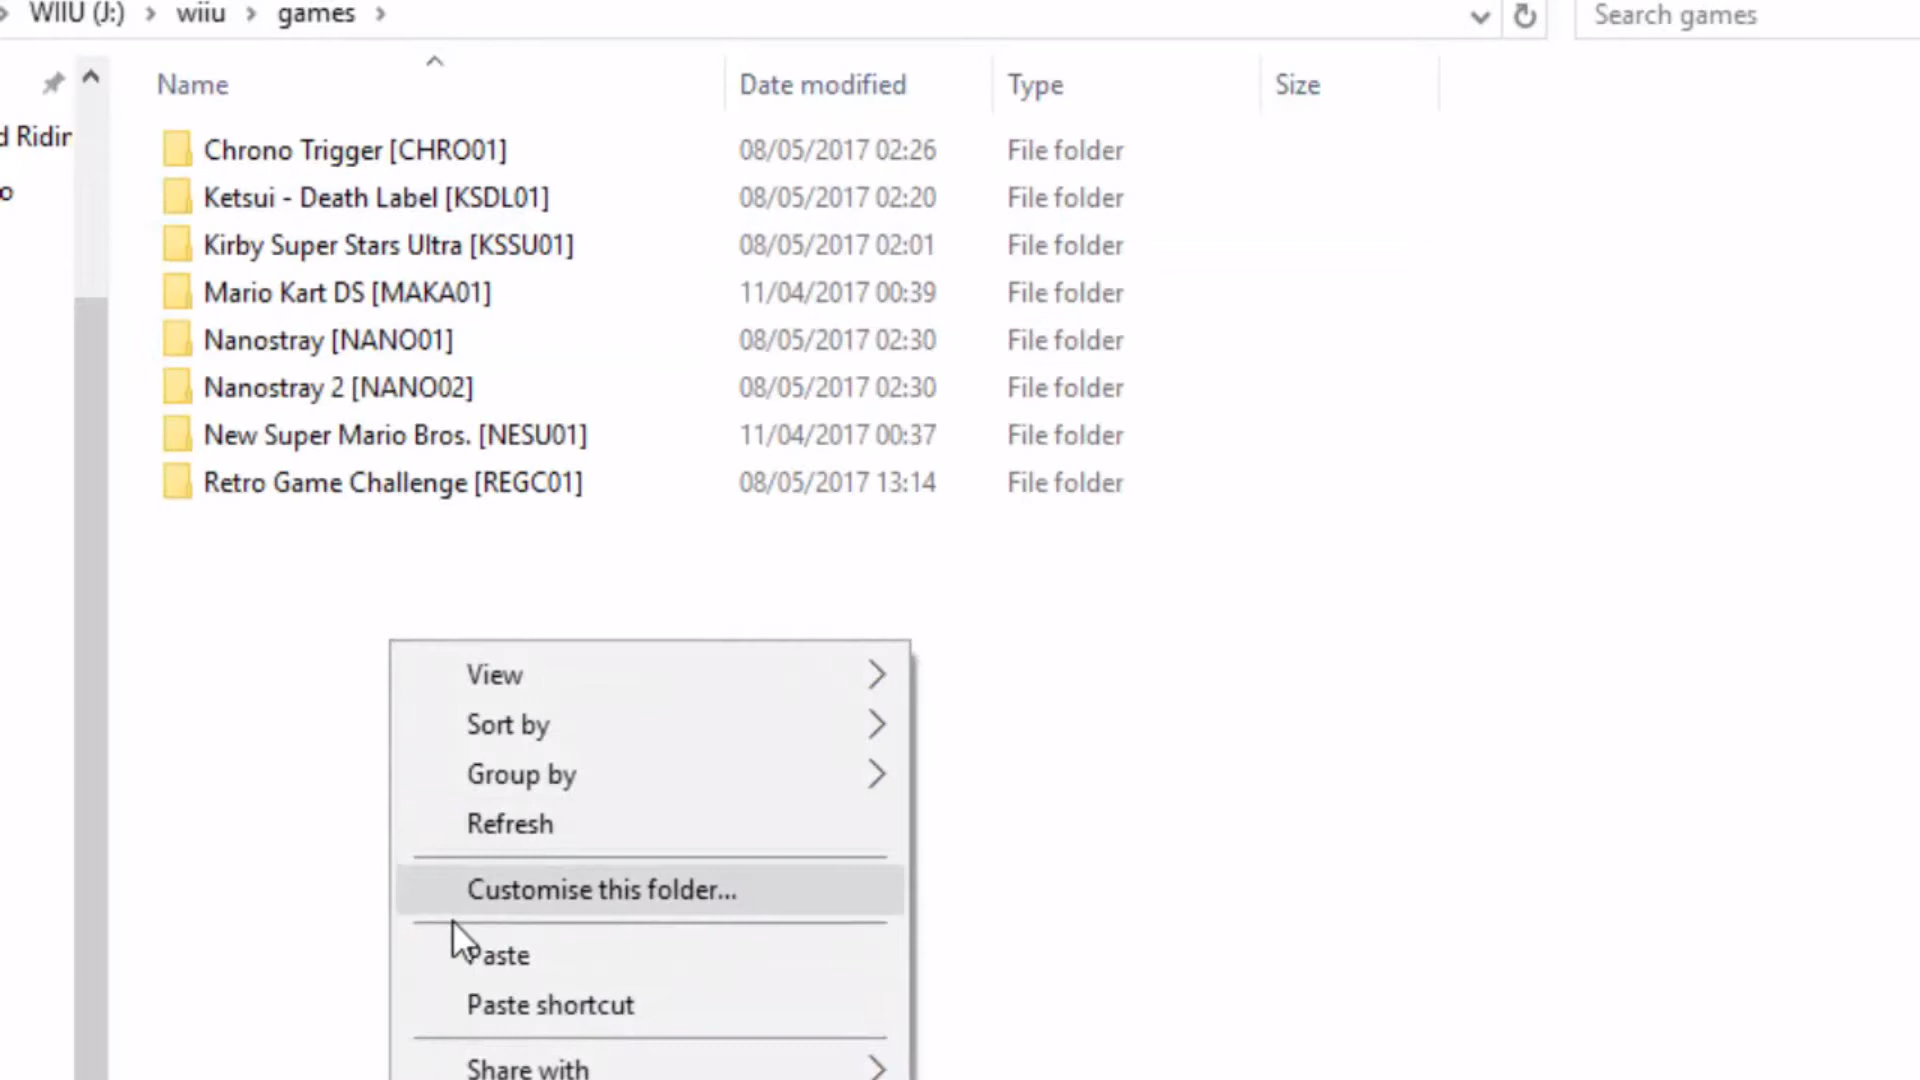 WIIU (J:) > wiiu > games >
Search games
Name
Date modified
Type
Size
d Ridin
o
Chrono Trigger [CHRO01] 08/05/2017 02:26 File folder
Ketsui - Death Label [KSDL01] 08/05/2017 02:20 File folder
Kirby Super Stars Ultra [KSSU01] 08/05/2017 02:01 File folder
Mario Kart DS [MAKA01] 11/04/2017 00:39 File folder
Nanostray [NANO01] 08/05/2017 02:30 File folder
Nanostray 2 [NANO02] 08/05/2017 02:30 File folder
New Super Mario Bros. [NESU01] 11/04/2017 00:37 File folder
Retro Game Challenge [REGC01] 08/05/2017 13:14 File folder
View
Sort by
Group by
Refresh
Customise this folder...
Paste
Paste shortcut
Share with